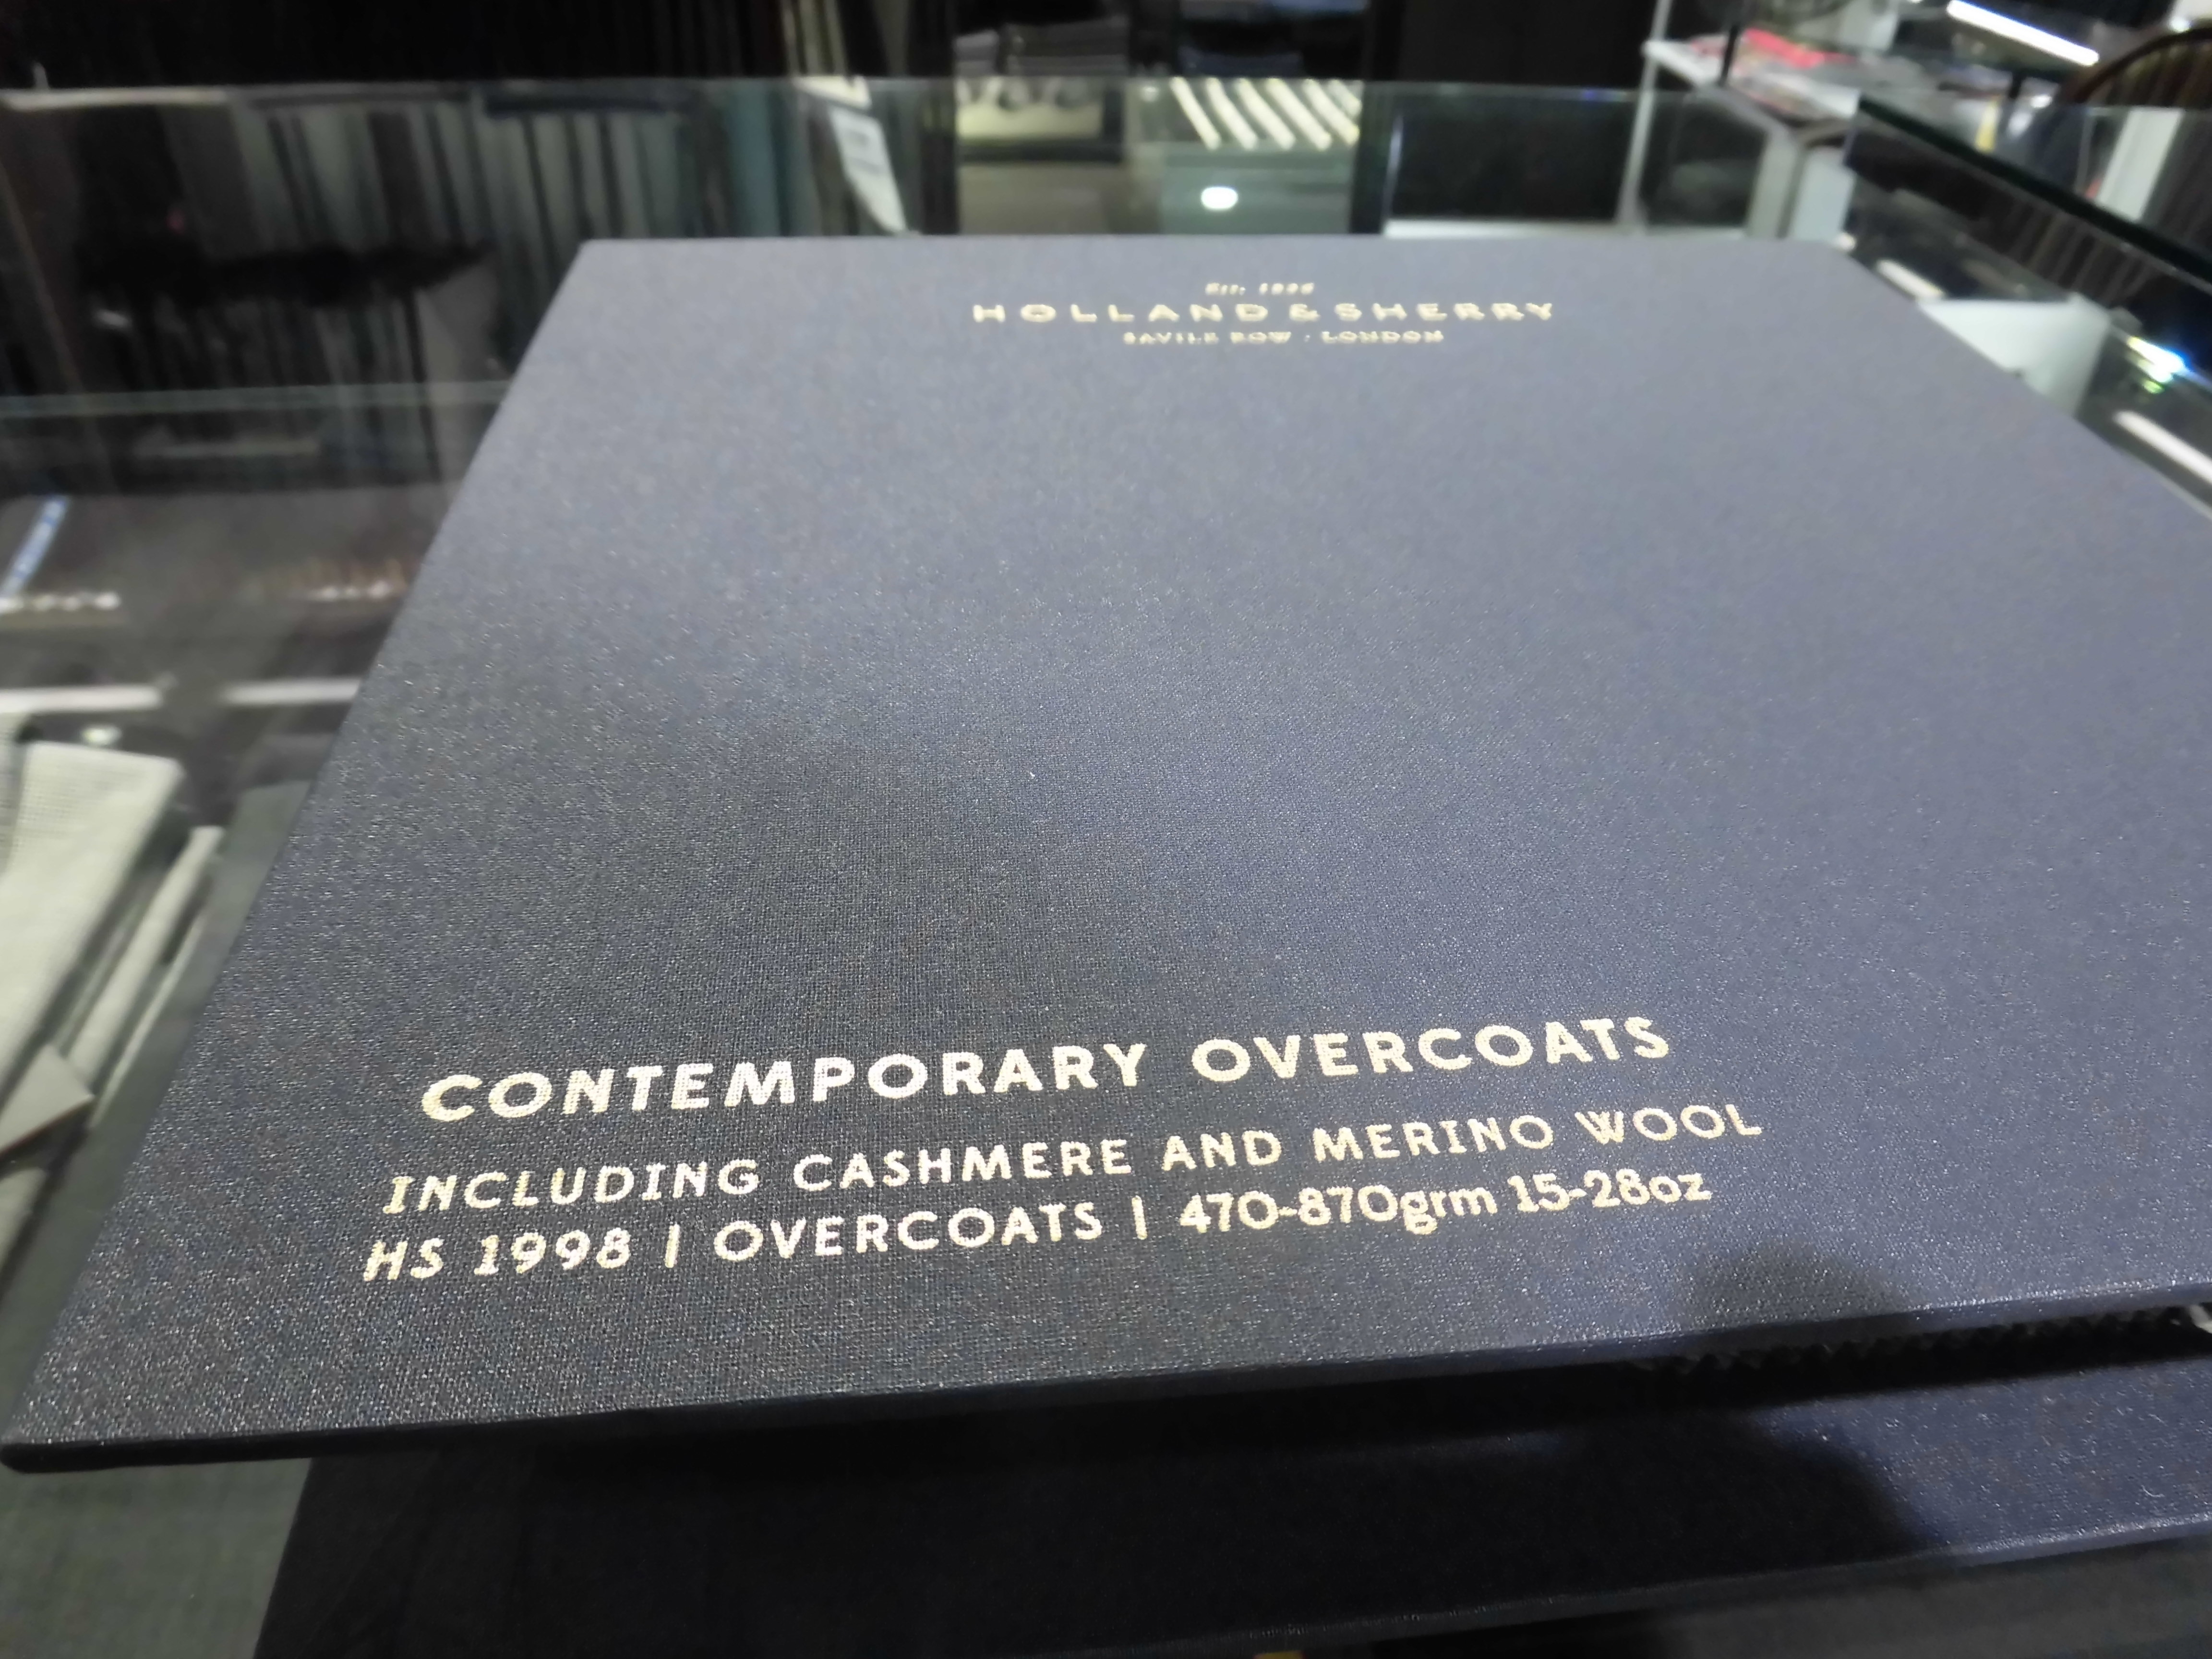 Est. 1836
HOLLAND & SHERRY
SAVILE ROW · LONDON
CONTEMPORARY OVERCOATS
INCLUDING CASHMERE AND MERINO WOOL
HS 1998 | OVERCOATS | 470-870grm 15-28oz